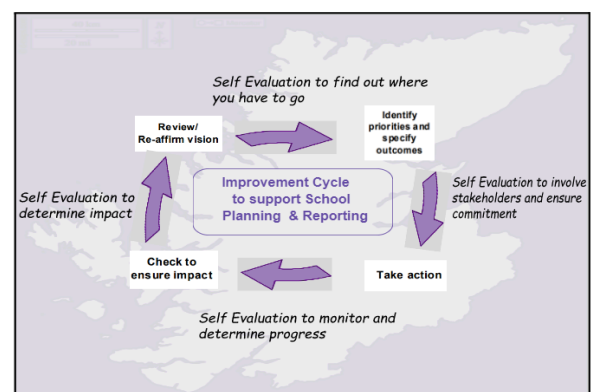 Self Evaluation to find out where
you have to go
Review/
Re-affirm vision
Identify
priorities and
specify
outcomes
Improvement Cycle
to support School
Planning & Reporting
Self Evaluation to
determine impact
Self Evaluation to involve
stakeholders and ensure
commitment
Check to
ensure impact
Take action
Self Evaluation to monitor and
determine progress